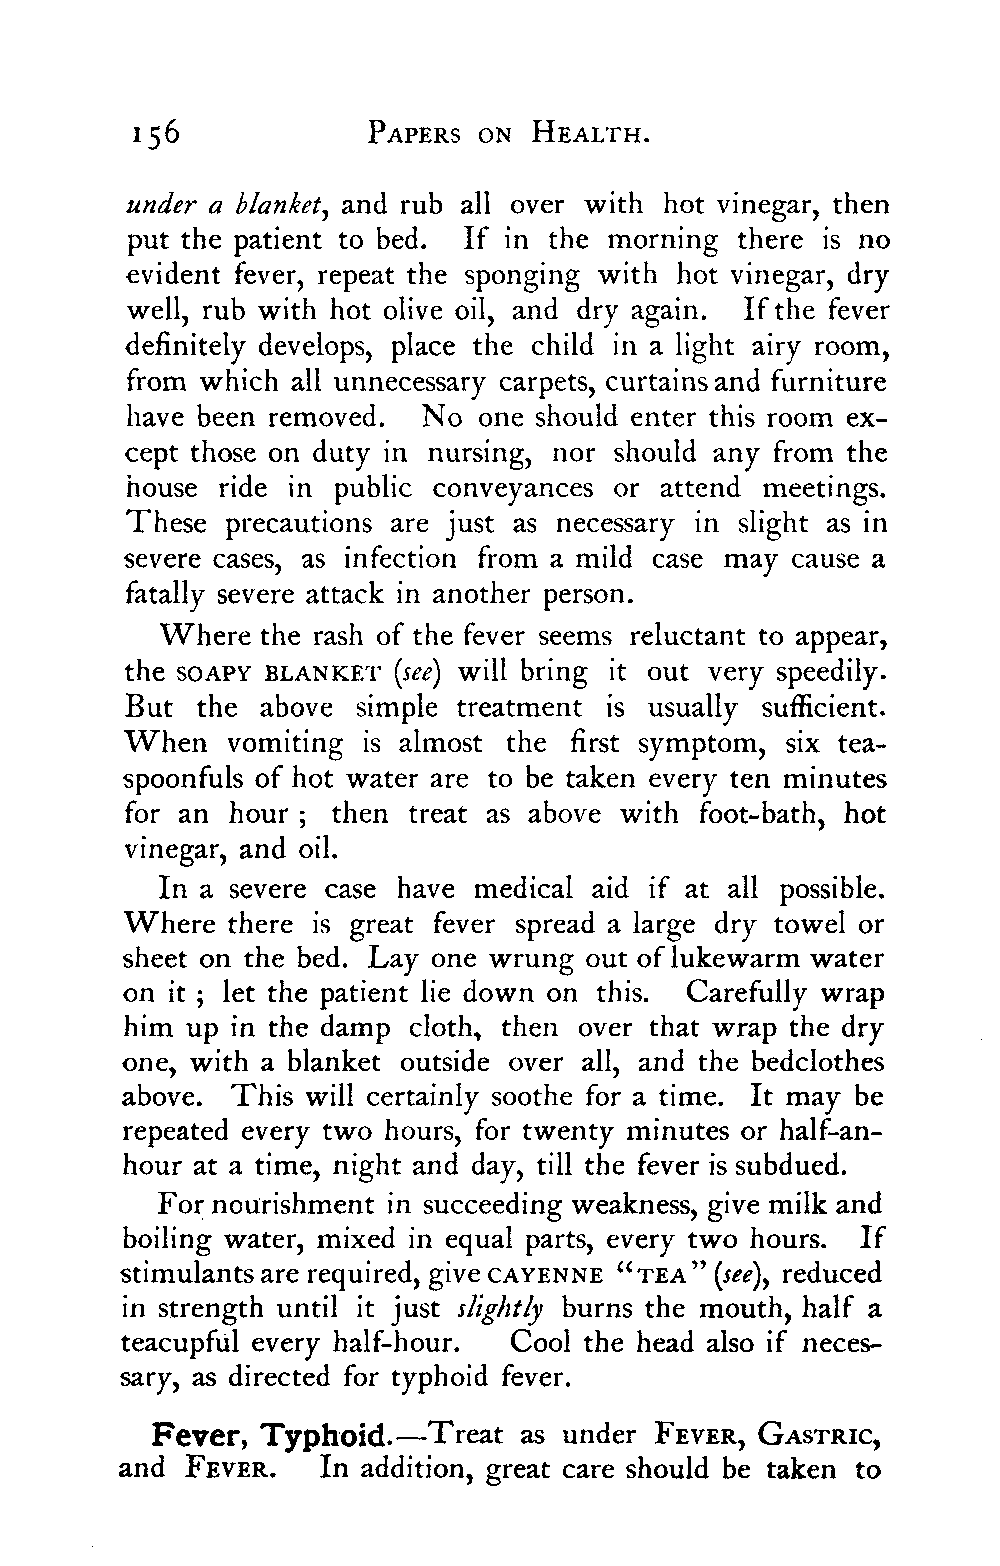 156 PAPERS ON HEALTH.
under a blanket, and rub all over with hot vinegar, then
put the patient to bed. If in the morning there is no
evident fever, repeat the sponging with hot vinegar, dry
well, rub with hot olive oil, and dry again. If the fever
definitely develops, place the child in a light airy room,
from which all unnecessary carpets, curtains and furniture
have been removed. No one should enter this room ex-
cept those on duty in nursing, nor should any from the
house ride in public conveyances or attend meetings.
These precautions are just as necessary in slight as in
severe cases, as infection from a mild case may cause a
fatally severe attack in another person.
Where the rash of the fever seems reluctant to appear,
the SOAPY BLANKET (see) will bring it out very speedily.
But the above simple treatment is usually sufficient.
When vomiting is almost the first symptom, six tea-
spoonfuls of hot water are to be taken every ten minutes
for an hour ; then treat as above with foot-bath, hot
vinegar, and oil.
In a severe case have medical aid if at all possible.
Where there is great fever spread a large dry towel or
sheet on the bed. Lay one wrung out of lukewarm water
on it ; let the patient lie down on this. Carefully wrap
him up in the damp cloth, then over that wrap the dry
one, with a blanket outside over all, and the bedclothes
above. This will certainly soothe for a time. It may be
repeated every two hours, for twenty minutes or half-an-
hour at a time, night and day, till the fever is subdued.
For nourishment in succeeding weakness, give milk and
boiling water, mixed in equal parts, every two hours. If
stimulants are required, give CAYENNE "TEA" (see), reduced
in strength until it just slightly burns the mouth, half a
teacupful every half-hour. Cool the head also if neces-
sary, as directed for typhoid fever.
Fever, Typhoid.—Treat as under FEVER, GASTRIC,
and FEVER. In addition, great care should be taken to